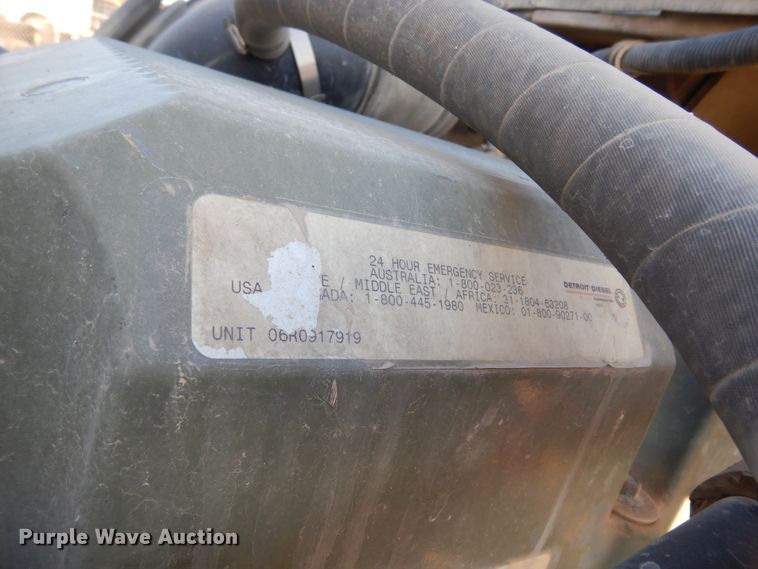 24 HOUR EMERGENCY SERVICE
AUSTRALIA: 1-800-023-236
E / MIDDLE EAST / AFRICA: 31-1804-63208
USA ADA: 1-800-445-1980 MEXICO: 01-800-90271-00
UNIT 06R0917919
DETROIT DIESEL
Purple Wave Auction